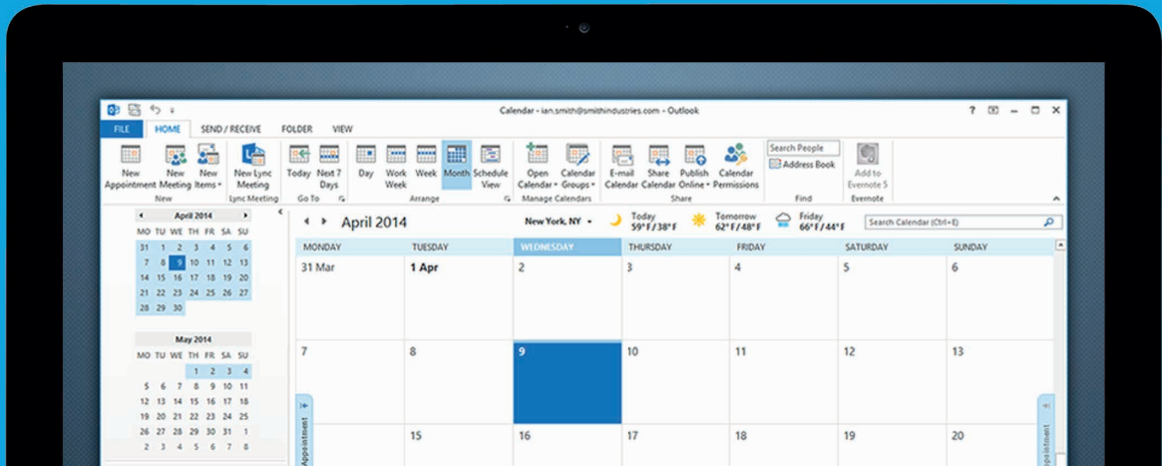 Calendar - ian.smith@smithindustries.com - Outlook
?
FILE HOME SEND / RECEIVE FOLDER VIEW
New Appointment
New Meeting
New Items
New Lync Meeting
Today
Next 7 Days
Day
Work Week
Week
Month
Schedule View
Open Calendar
Calendar Groups
E-mail Calendar
Share Calendar
Publish Online
Calendar Permissions
Search People
Address Book
Add to Evernote 5
New
Lync Meeting
Go To
Arrange
Manage Calendars
Share
Find
Evernote
April 2014
MO TU WE TH FR SA SU
31 1 2 3 4 5 6
7 8 9 10 11 12 13
14 15 16 17 18 19 20
21 22 23 24 25 26 27
28 29 30
May 2014
MO TU WE TH FR SA SU
1 2 3 4
5 6 7 8 9 10 11
12 13 14 15 16 17 18
19 20 21 22 23 24 25
26 27 28 29 30 31 1
2 3 4 5 6 7 8
April 2014
New York, NY
Today
59°F/38°F
Tomorrow
62°F/48°F
Friday
66°F/44°F
Search Calendar (Ctrl+E)
MONDAY TUESDAY WEDNESDAY THURSDAY FRIDAY SATURDAY SUNDAY
31 Mar 1 Apr 2 3 4 5 6
7 8 9 10 11 12 13
15 16 17 18 19 20
Appointment